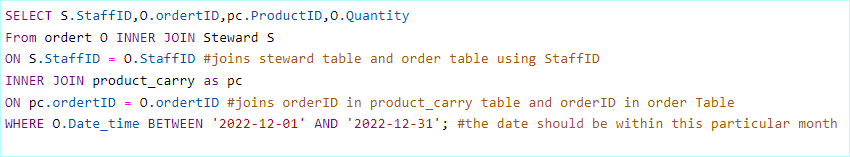 SELECT S.StaffID,O.ordertID,pc.ProductID,O.Quantity
From ordert O INNER JOIN Steward S
ON S.StaffID = O.StaffID #joins steward table and order table using StaffID
INNER JOIN product_carry as pc
ON pc.ordertID = O.ordertID #joins orderID in product_carry table and orderID in order Table
WHERE O.Date_time BETWEEN '2022-12-01' AND '2022-12-31'; #the date should be within this particular month